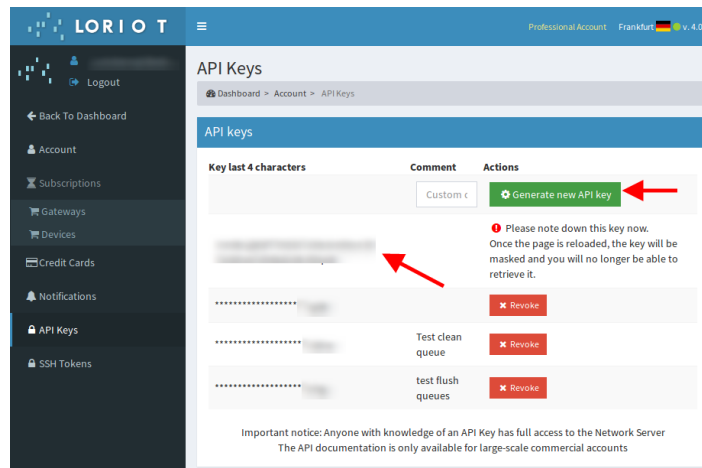 LORIOT
Professional Account Frankfurt v. 4.0
Logout
API Keys
Dashboard > Account > API Keys
Back To Dashboard
Account
Subscriptions
Gateways
Devices
Credit Cards
Notifications
API Keys
SSH Tokens
API keys
Key last 4 characters Comment Actions
Custom c Generate new API key
Please note down this key now.
Once the page is reloaded, the key will be
masked and you will no longer be able to
retrieve it.
****************** Revoke
****************** Test clean
queue Revoke
****************** test flush
queues Revoke
Important notice: Anyone with knowledge of an API Key has full access to the Network Server
The API documentation is only available for large-scale commercial accounts